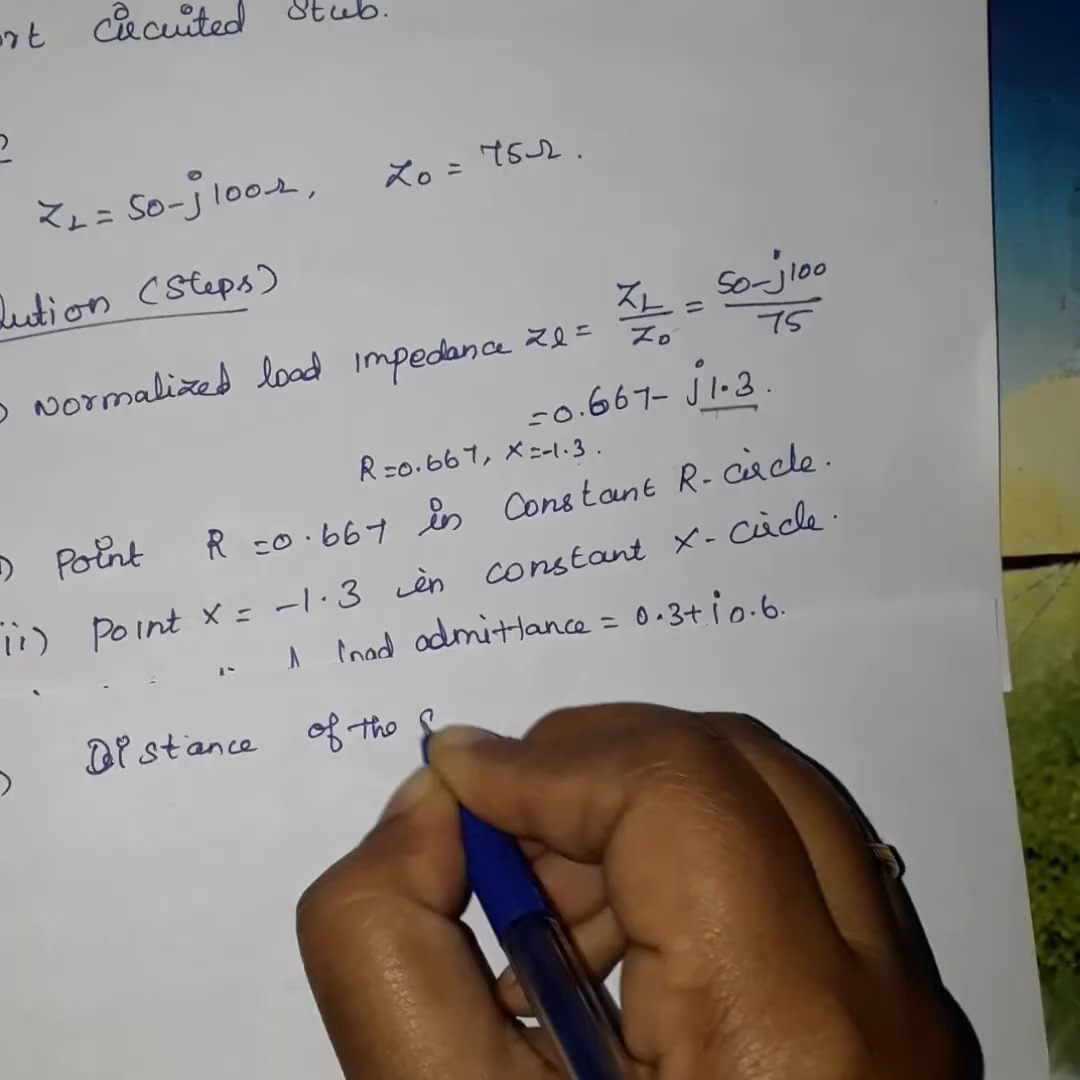 circuited Stub.
ZL = 50-j100Ω, Z0 = 75Ω.
(Steps)
Normalized load impedance zl = ZL/Z0 = 50-j100/75
= 0.667- j1.3.
R=0.667, X=-1.3.
Point R =0.667 in Constant R-circle.
ii) Point X = -1.3 in constant X-circle.
load admittance = 0.3+j0.6.
Distance of the S